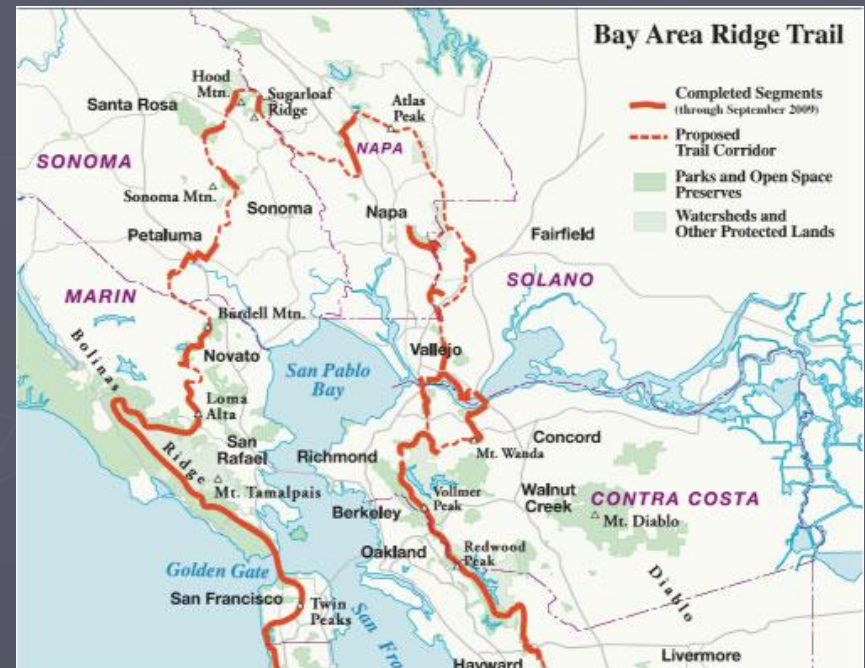 Bay Area Ridge Trail
Completed Segments
(through September 2009)
Proposed
Trail Corridor
Parks and Open Space
Preserves
Watersheds and
Other Protected Lands
Hood
Mtn.
Sugarloaf
Ridge
Santa Rosa
Atlas
Peak
SONOMA
NAPA
Sonoma Mtn.
Sonoma
Napa
Petaluma
Fairfield
SOLANO
MARIN
Burdell Mtn.
Bolinas
Ridge
Novato
Vallejo
San Pablo
Bay
Loma
Alta
San
Rafael
Richmond
Concord
Mt. Wanda
Mt. Tamalpais
Vollmer
Peak
Walnut
Creek
CONTRA COSTA
Mt. Diablo
Berkeley
Oakland
Redwood
Peak
Diablo
Golden Gate
San Francisco
Twin
Peaks
San Fra
Hayward
Livermore